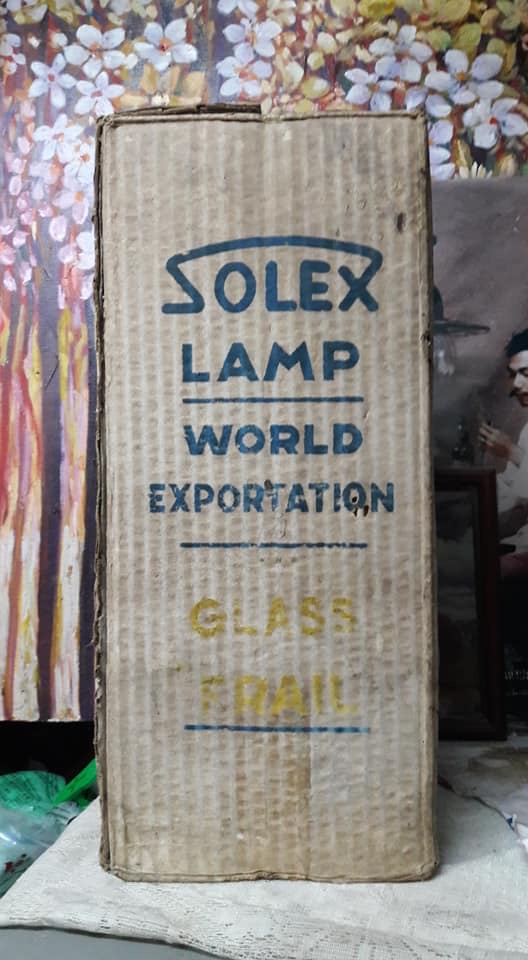 SOLEX
LAMP
WORLD
EXPORTATION
GLASS
FRAIL